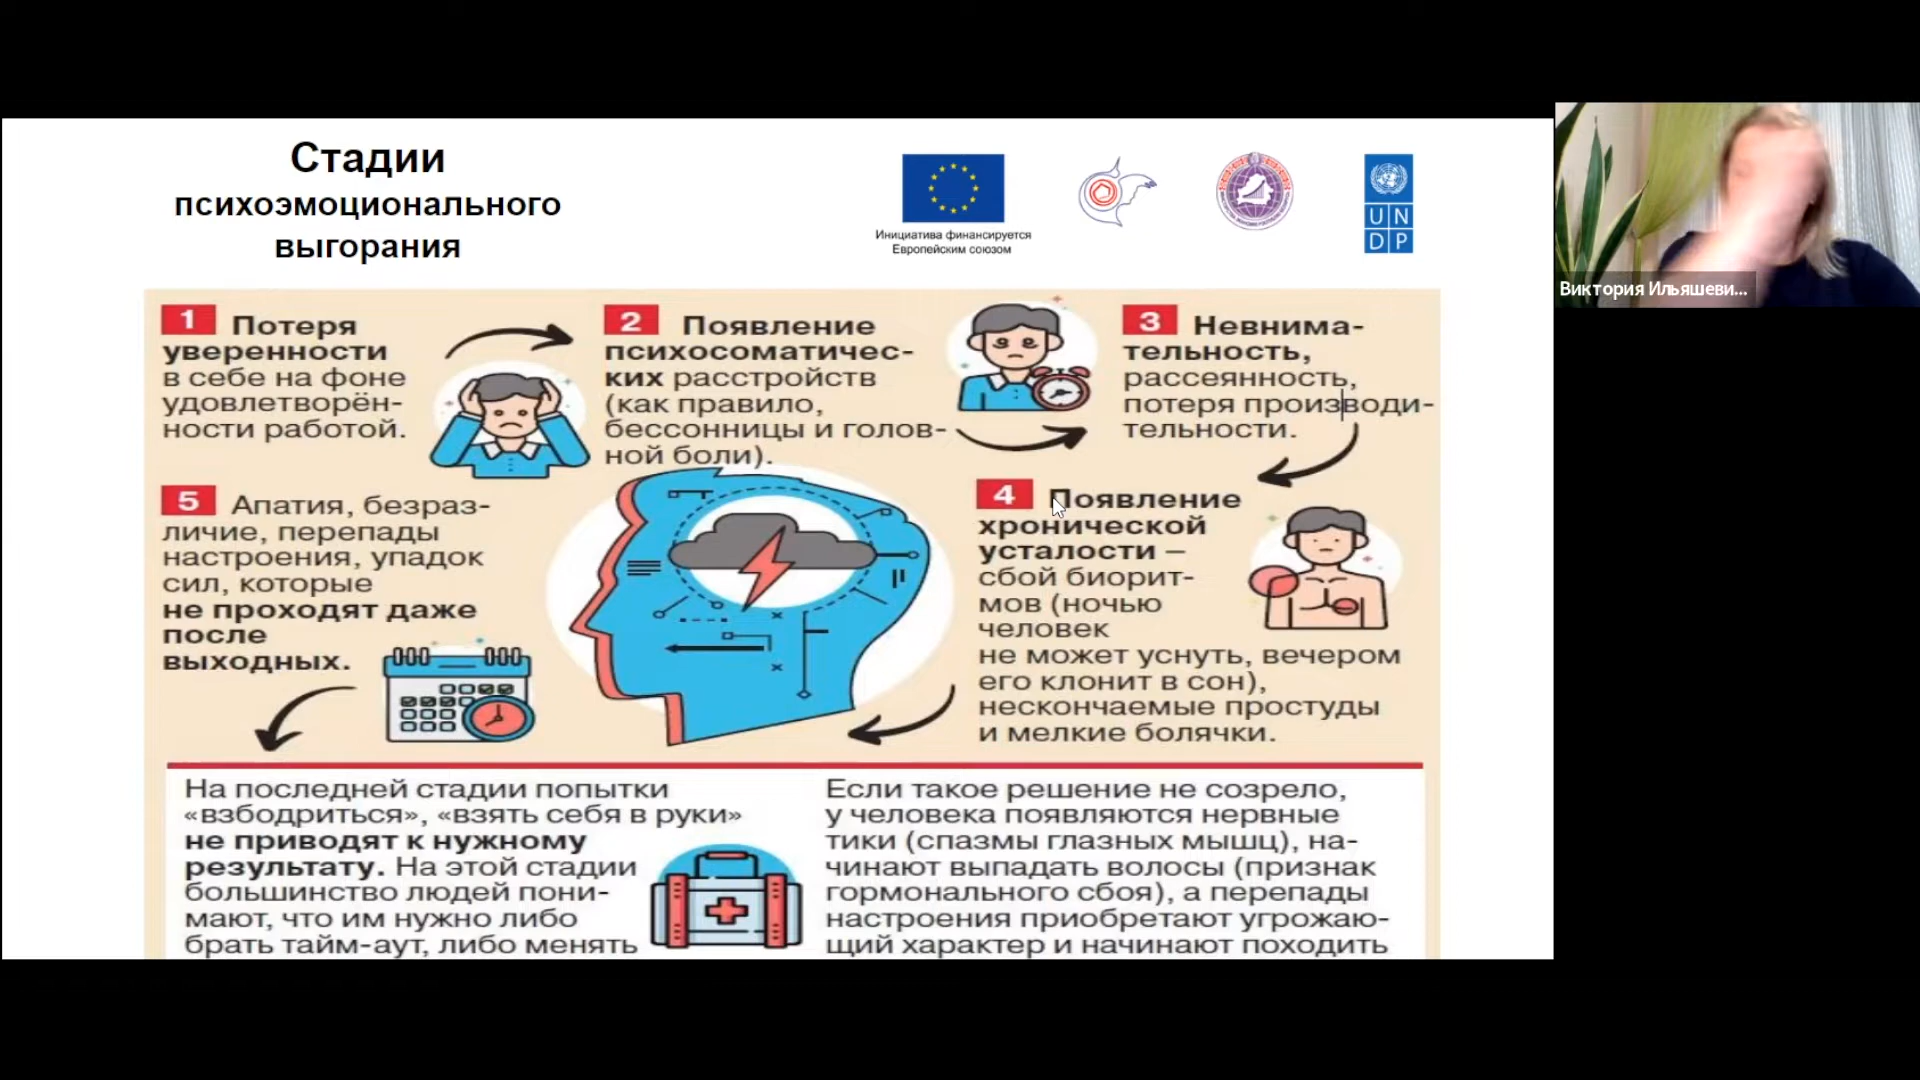 Стадии
психоэмоционального
выгорания
Инициатива финансируется
Европейским союзом
U N
D P
Виктория Ильяшеви...
1 Потеря
уверенности
в себе на фоне
удовлетворён-
ности работой.
2 Появление
психосоматичес-
ких расстройств
(как правило,
бессонницы и голов-
ной боли).
3 Невнима-
тельность,
рассеянность,
потеря производи-
тельности.
4 Появление
хронической
усталости –
сбой биорит-
мов (ночью
человек
не может уснуть, вечером
его клонит в сон),
нескончаемые простуды
и мелкие болячки.
5 Апатия, безраз-
личие, перепады
настроения, упадок
сил, которые
не проходят даже
после
выходных.
На последней стадии попытки
«взбодриться», «взять себя в руки»
не приводят к нужному
результату. На этой стадии
большинство людей пони-
мают, что им нужно либо
брать тайм-аут, либо менять
Если такое решение не созрело,
у человека появляются нервные
тики (спазмы глазных мышц), на-
чинают выпадать волосы (признак
гормонального сбоя), а перепады
настроения приобретают угрожаю-
щий характер и начинают походить